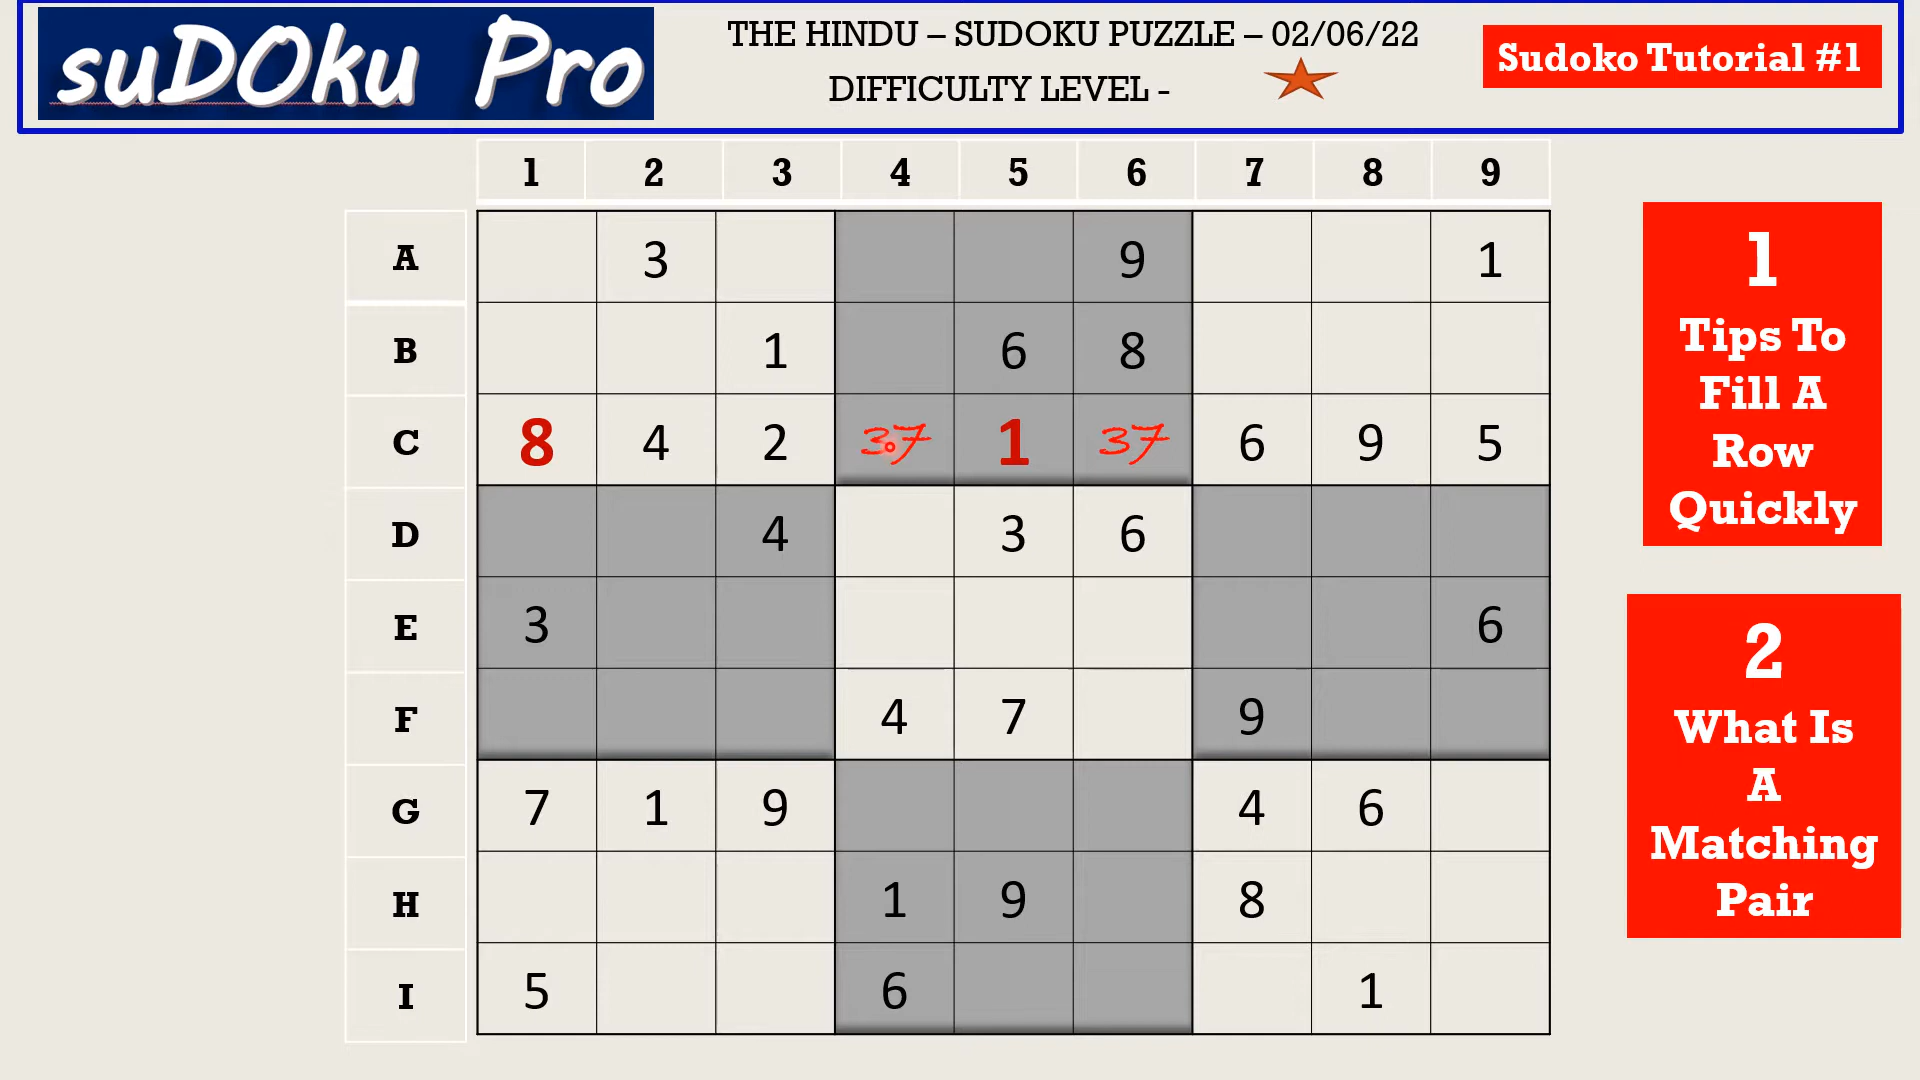 suDOku Pro
THE HINDU – SUDOKU PUZZLE – 02/06/22
DIFFICULTY LEVEL -
Sudoko Tutorial #1
1 2 3 4 5 6 7 8 9
A 3 9 1
B 1 6 8
C 8 4 2 37 1 37 6 9 5
D 4 3 6
E 3 6
F 4 7 9
G 7 1 9 4 6
H 1 9 8
I 5 6 1
1
Tips To
Fill A
Row
Quickly
2
What Is
A
Matching
Pair